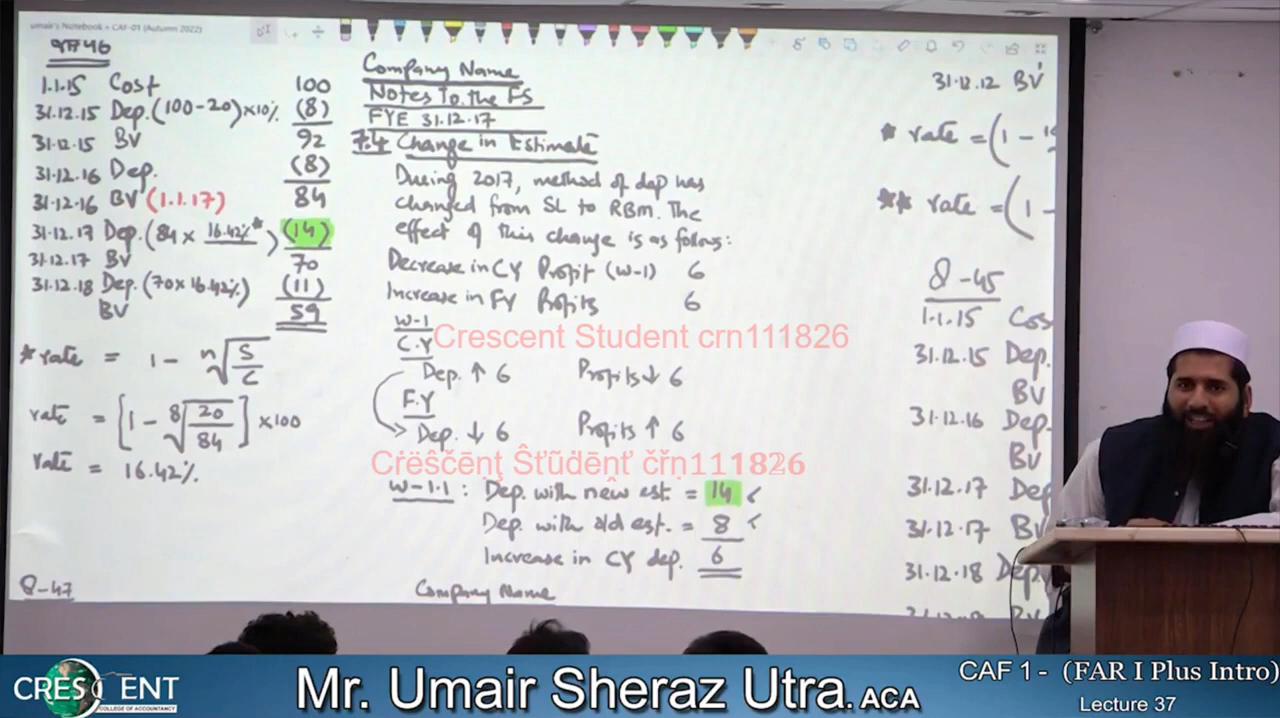 umair's Notebook » CAF-01 (Autumn 2022)
1.1.15 Cost 100
31.12.15 Dep. (100-20)×10% (8)
31.12.15 BV 92
31.12.16 Dep. (8)
31.12.16 BV (1.1.17) 84
31.12.17 Dep. (84 × 16.42%*) (14)
31.12.17 BV 70
31.12.18 Dep. (70×16.42%) (11)
BV 59
*rate = 1 - n√S/C
rate = [1 - 8√20/84] ×100
rate = 16.42%
Q-47
Company Name
Notes To the FS
FYE 31.12.17
7.4 Change in Estimate
During 2017, method of dep has
changed from SL to RBM. The
effect of this change is as follows:
Decrease in CY Profit (W-1) 6
Increase in FY Profits 6
W-1
C.Y
Dep. ↑ 6 Profits ↓ 6
F.Y
Dep. ↓ 6 Profits ↑ 6
W-1.1 : Dep. with new est. = 14
Dep. with old est. = 8
Increase in CY dep. 6
Company Name
31.12.12 BV
* rate = (1 -
** rate = (1 -
Q-45
1.1.15 Cos
31.12.15 Dep.
BV
31.12.16 Dep.
BV
31.12.17 Dep
31.12.17 BV
31.12.18 Dep.
BV
Crescent Student crn111826
Ċṙëŝčēņţ Ŝťũđēņť čřņ111826
CRESCENT
COLLEGE OF ACCOUNTANCY
Mr. Umair Sheraz Utra. ACA
CAF 1 - (FAR I Plus Intro)
Lecture 37